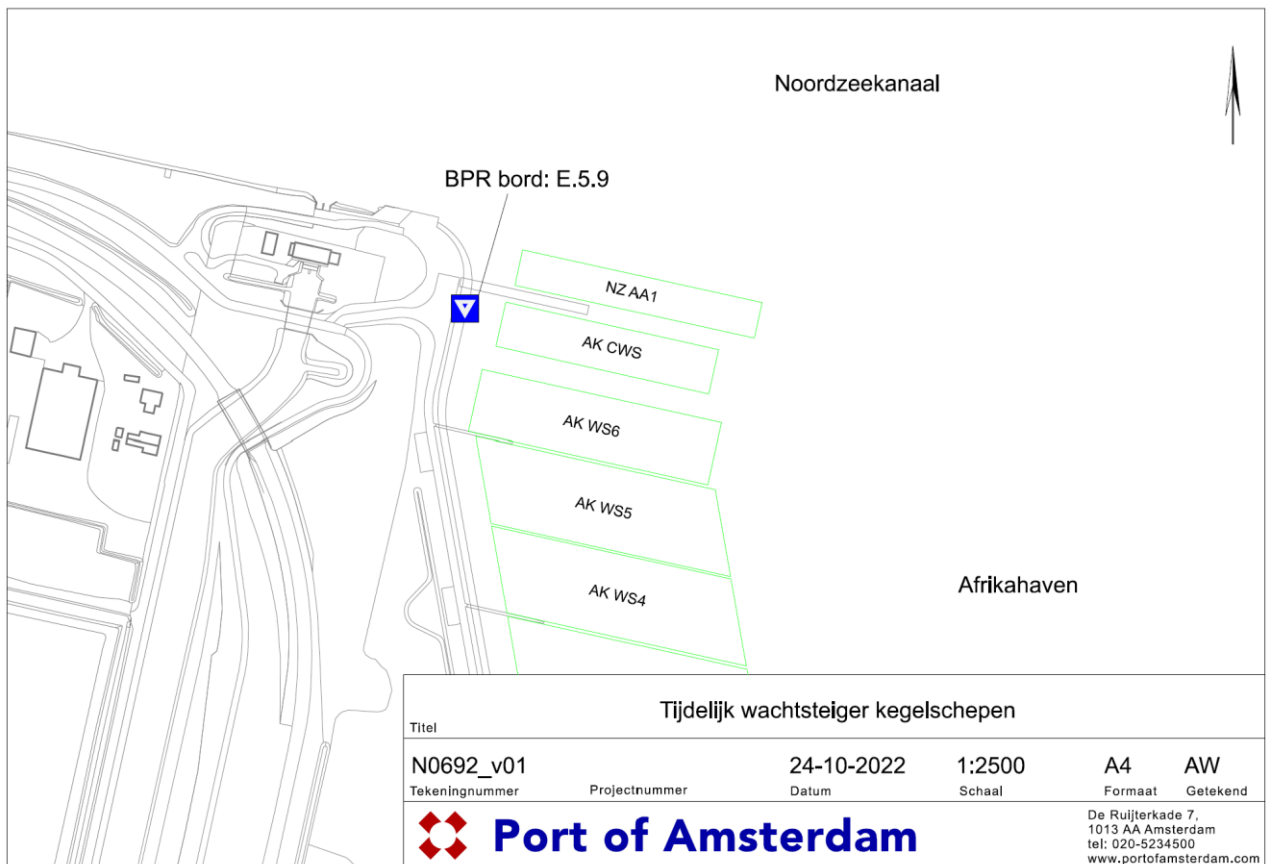 Noordzeekanaal
BPR bord: E.5.9
NZ AA1
AK CWS
AK WS6
AK WS5
AK WS4
Afrikahaven
Titel
Tijdelijk wachtsteiger kegelschepen
N0692_v01
24-10-2022
1:2500
A4
AW
Tekeningnummer
Projectnummer
Datum
Schaal
Formaat
Getekend
Port of Amsterdam
De Ruijterkade 7,
1013 AA Amsterdam
tel: 020-5234500
www.portofamsterdam.com